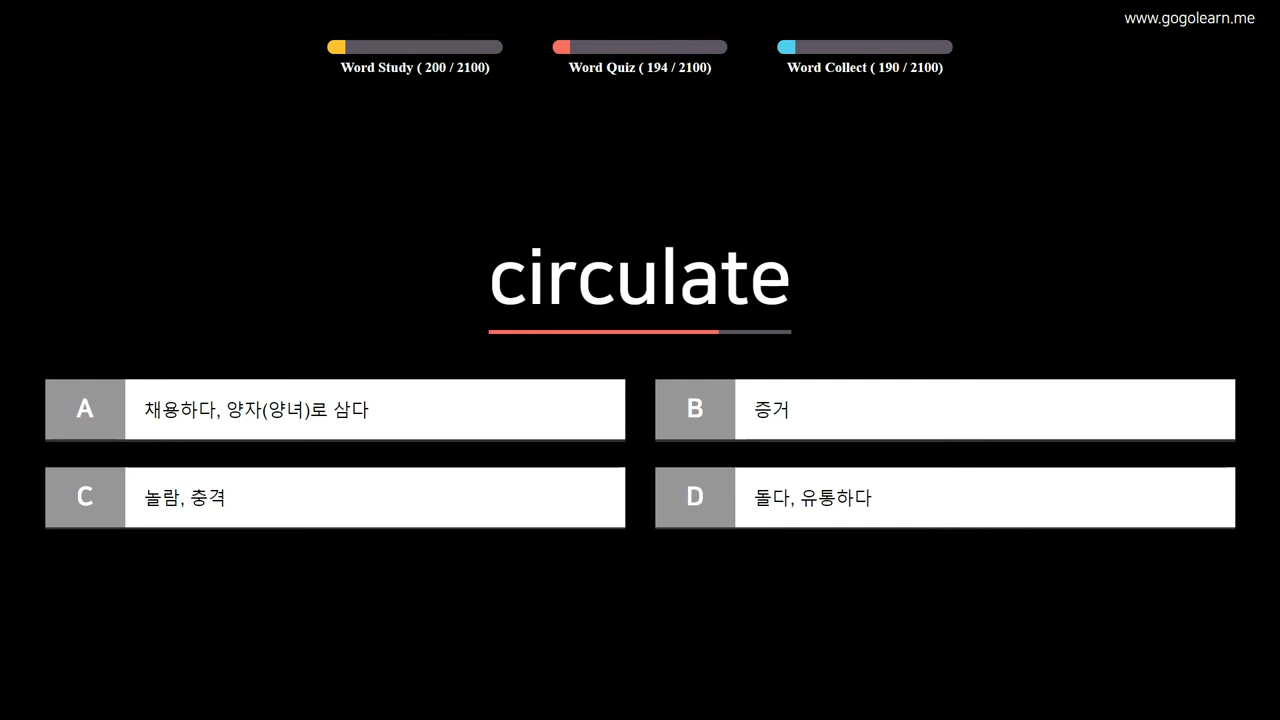 www.gogolearn.me
Word Study ( 200 / 2100) Word Quiz ( 194 / 2100) Word Collect ( 190 / 2100)
circulate
A 채용하다, 양자(양녀)로 삼다
B 증거
C 놀람, 충격
D 돌다, 유통하다